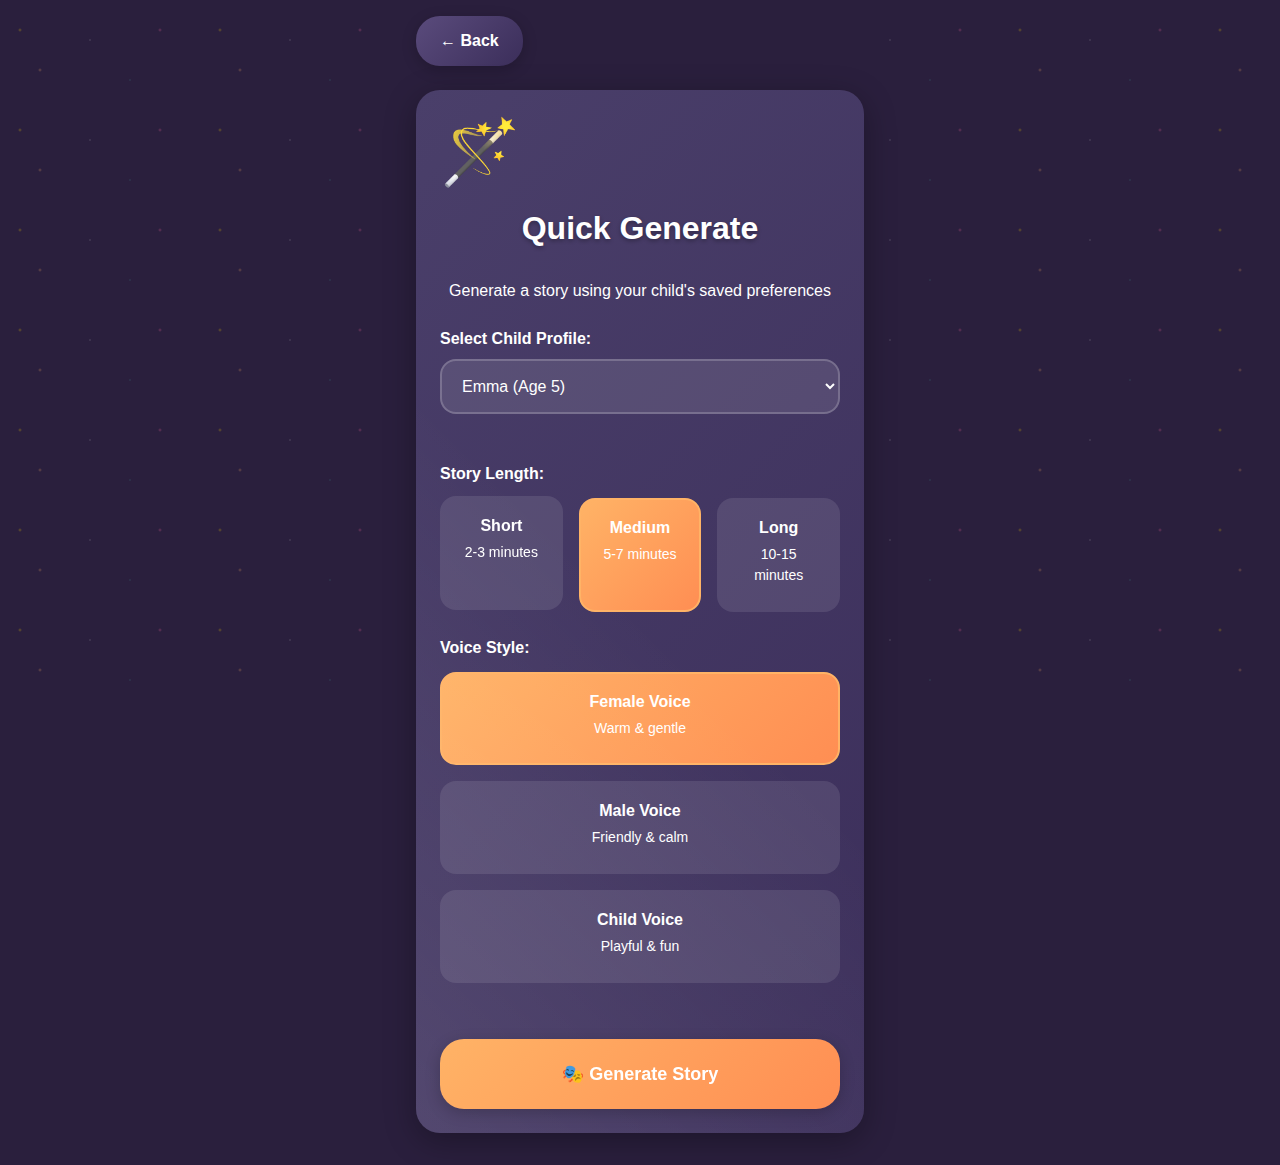 ← Back
Quick Generate
Generate a story using your child's saved preferences
Select Child Profile:
Emma (Age 5)
Story Length:
Short
2-3 minutes
Medium
5-7 minutes
Long
10-15
minutes
Voice Style:
Female Voice
Warm & gentle
Male Voice
Friendly & calm
Child Voice
Playful & fun
🎭 Generate Story